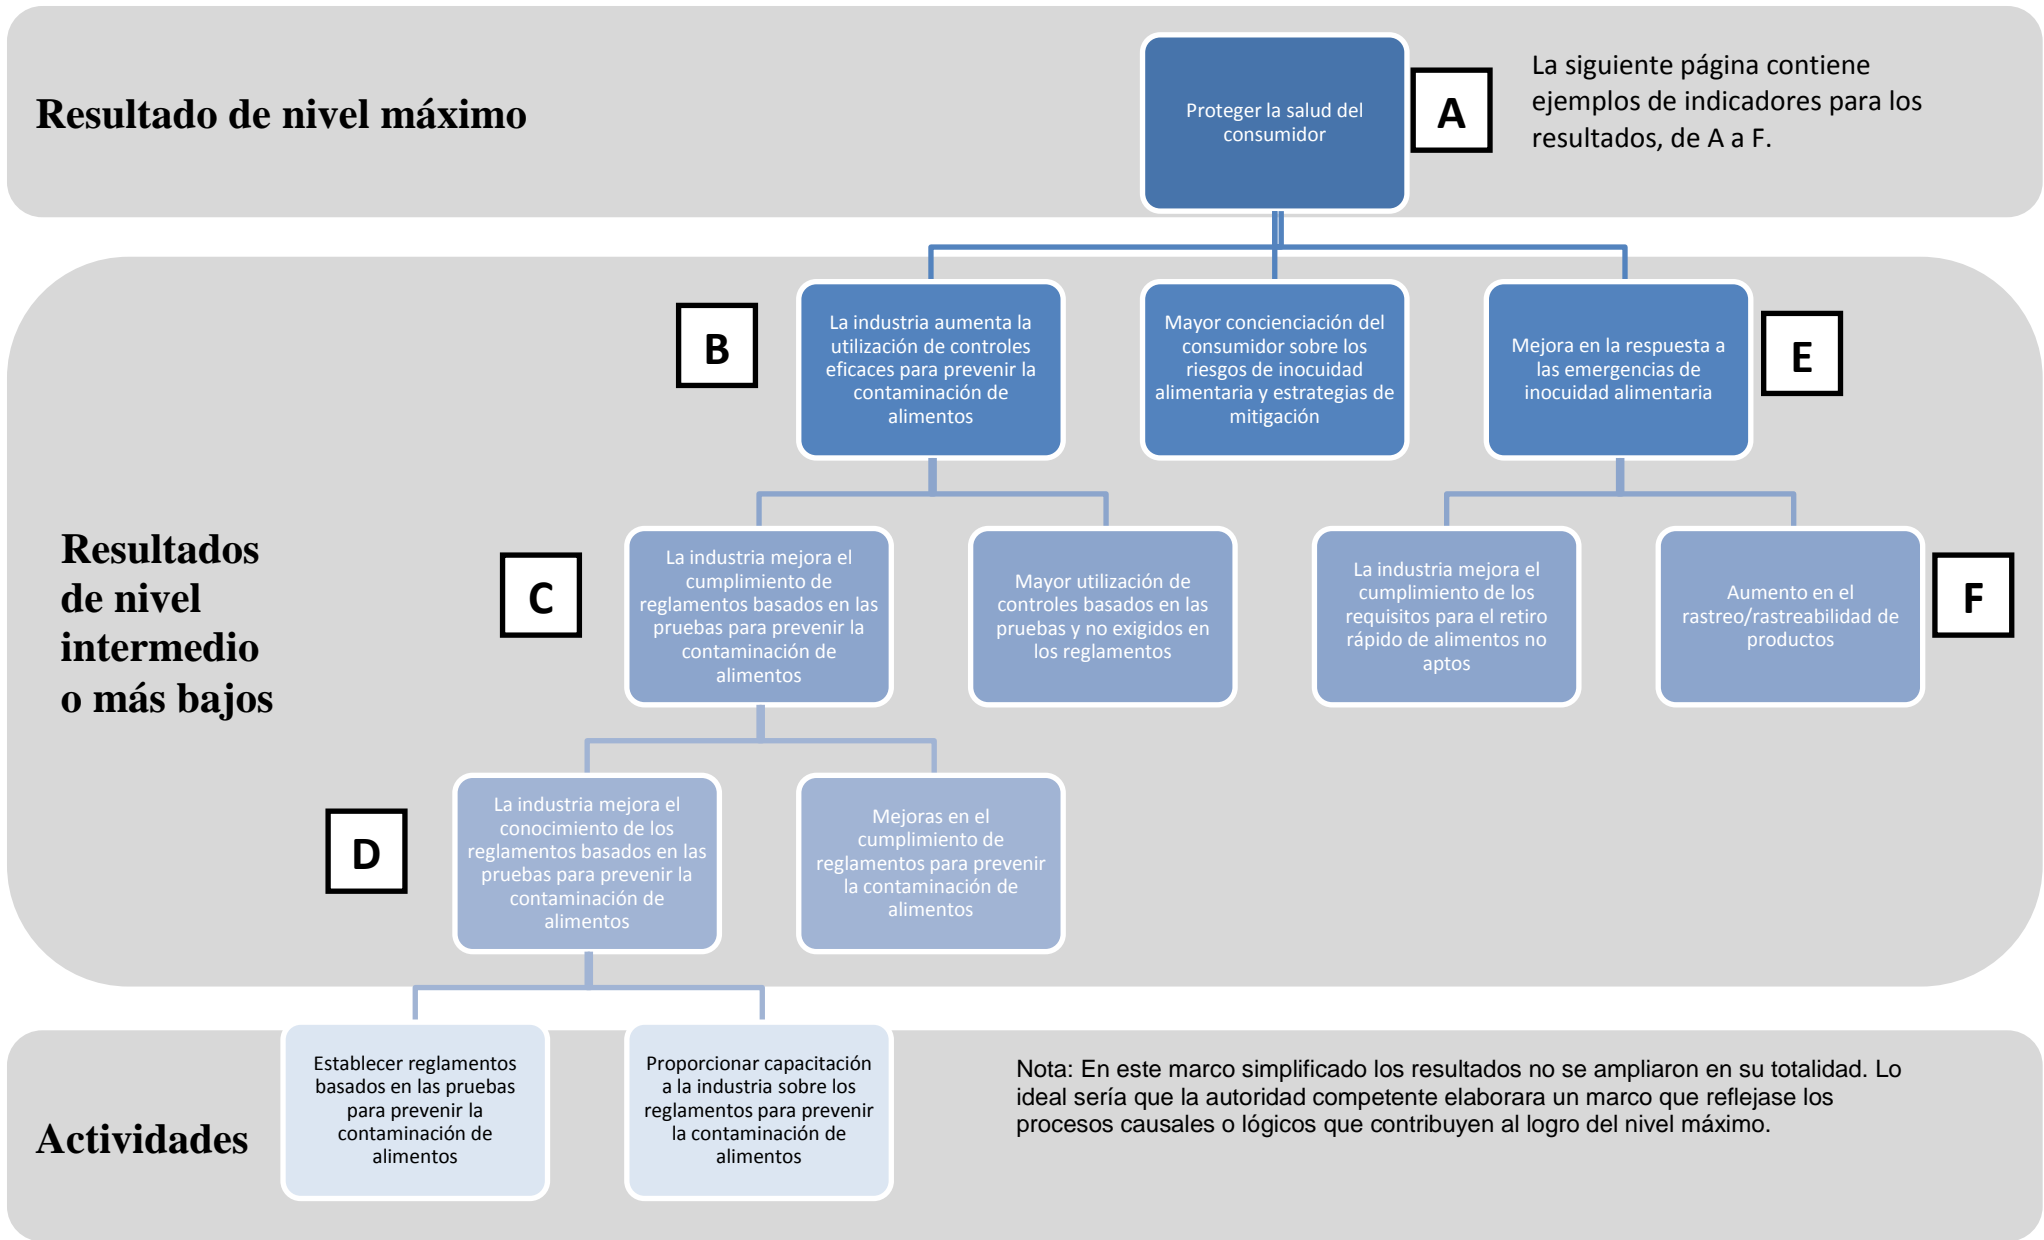 Resultado de nivel máximo
Proteger la salud del
consumidor
A
La siguiente página contiene
ejemplos de indicadores para los
resultados, de A a F.
Resultados
de nivel
intermedio
o más bajos
B
La industria aumenta la
utilización de controles
eficaces para prevenir la
contaminación de
alimentos
Mayor concienciación del
consumidor sobre los
riesgos de inocuidad
alimentaria y estrategias de
mitigación
Mejora en la respuesta a
las emergencias de
inocuidad alimentaria
E
C
La industria mejora el
cumplimiento de
reglamentos basados en las
pruebas para prevenir la
contaminación de
alimentos
Mayor utilización de
controles basados en las
pruebas y no exigidos en
los reglamentos
La industria mejora el
cumplimiento de los
requisitos para el retiro
rápido de alimentos no
aptos
Aumento en el
rastreo/rastreabilidad de
productos
F
D
La industria mejora el
conocimiento de los
reglamentos basados en las
pruebas para prevenir la
contaminación de
alimentos
Mejoras en el
cumplimiento de
reglamentos para prevenir
la contaminación de
alimentos
Actividades
Establecer reglamentos
basados en las pruebas
para prevenir la
contaminación de
alimentos
Proporcionar capacitación
a la industria sobre los
reglamentos para prevenir
la contaminación de
alimentos
Nota: En este marco simplificado los resultados no se ampliaron en su totalidad. Lo
ideal sería que la autoridad competente elaborara un marco que reflejase los
procesos causales o lógicos que contribuyen al logro del nivel máximo.